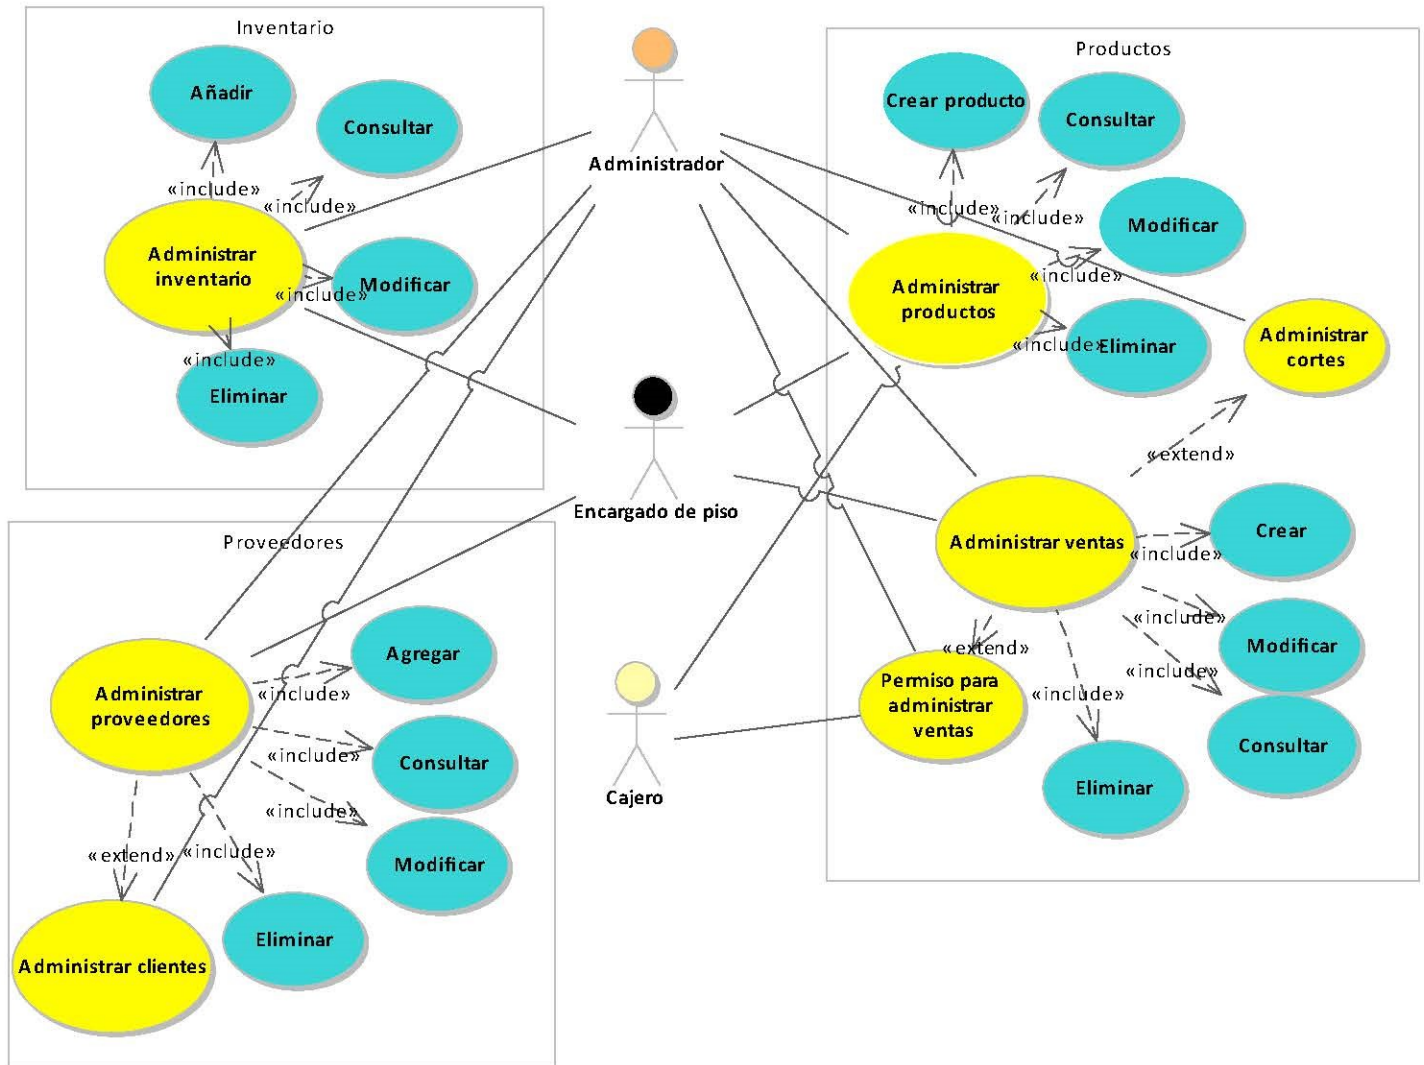 Inventario
Añadir
Consultar
«include»
«include»
Administrar
inventario
Modificar
«include»
«include»
Eliminar
Administrador
Encargado de piso
Cajero
Productos
Crear producto
Consultar
«include»
«include»
Modificar
«include»
Administrar
productos
«include»
Eliminar
Administrar
cortes
«extend»
Administrar ventas
Crear
«include»
«include»
Modificar
«extend»
«include»
«include»
Permiso para
administrar
ventas
Consultar
Eliminar
Proveedores
Agregar
«include»
Administrar
proveedores
Consultar
«include»
«include»
Modificar
«extend»
«include»
Eliminar
Administrar clientes